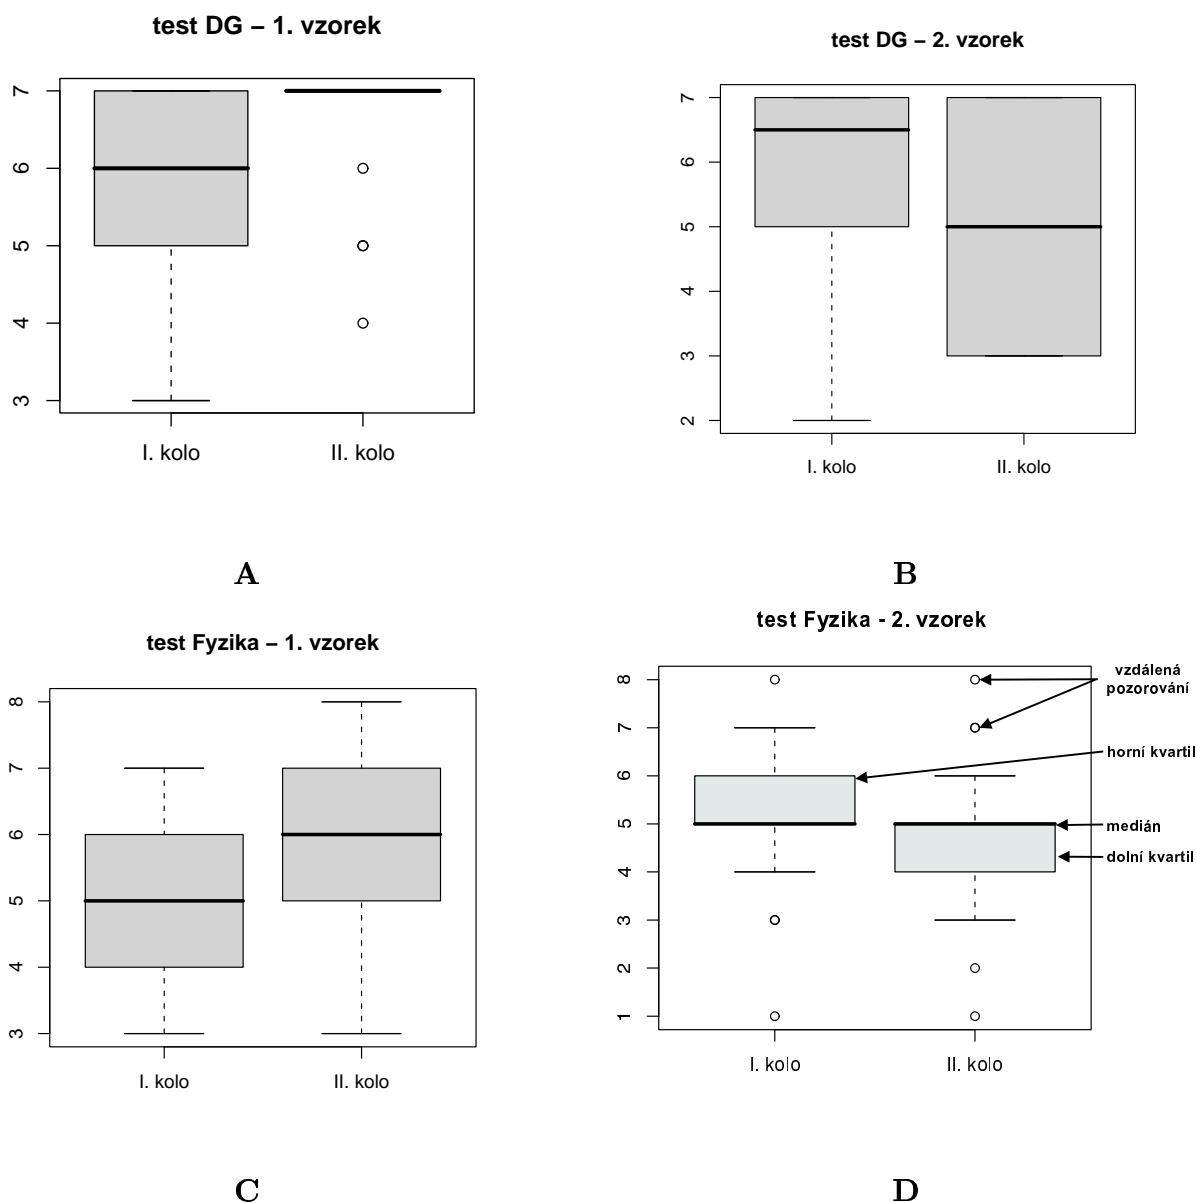 test DG – 1. vzorek
7
6
5
4
3
I. kolo II. kolo
A
test DG – 2. vzorek
7
6
5
4
3
2
I. kolo II. kolo
B
test Fyzika – 1. vzorek
8
7
6
5
4
3
I. kolo II. kolo
C
test Fyzika - 2. vzorek
8
7
6
5
4
3
2
1
vzdálená
pozorování
horní kvartil
medián
dolní kvartil
I. kolo II. kolo
D